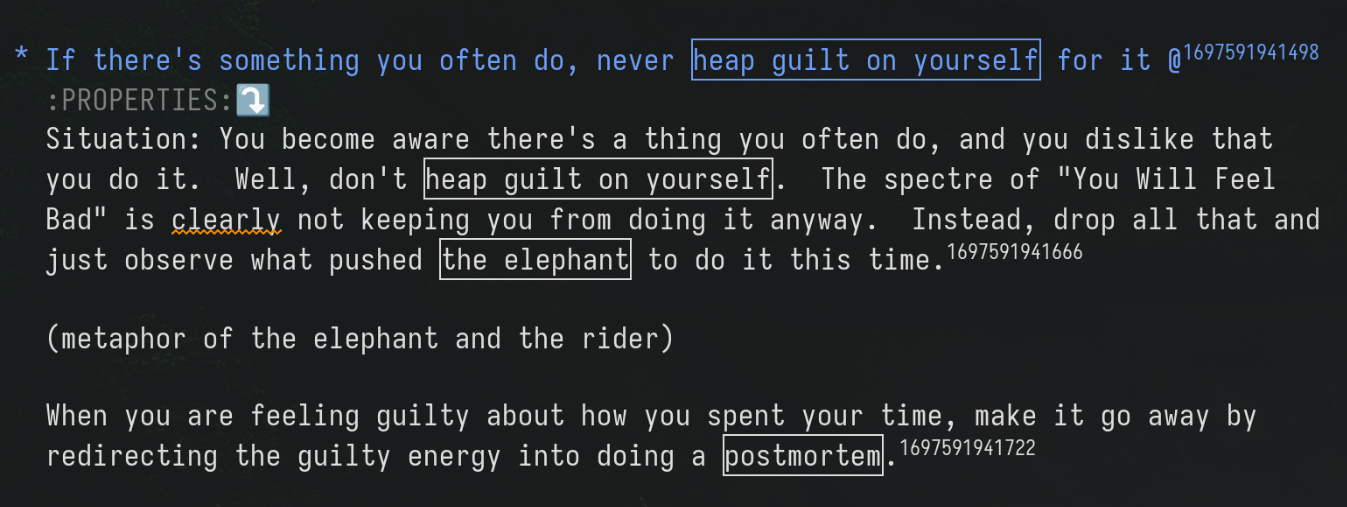 * If there's something you often do, never heap guilt on yourself for it @1697591941498
:PROPERTIES:⤵️
Situation: You become aware there's a thing you often do, and you dislike that
you do it.  Well, don't heap guilt on yourself.  The spectre of "You Will Feel
Bad" is clearly not keeping you from doing it anyway.  Instead, drop all that and
just observe what pushed the elephant to do it this time.1697591941666
(metaphor of the elephant and the rider)
When you are feeling guilty about how you spent your time, make it go away by
redirecting the guilty energy into doing a postmortem.1697591941722